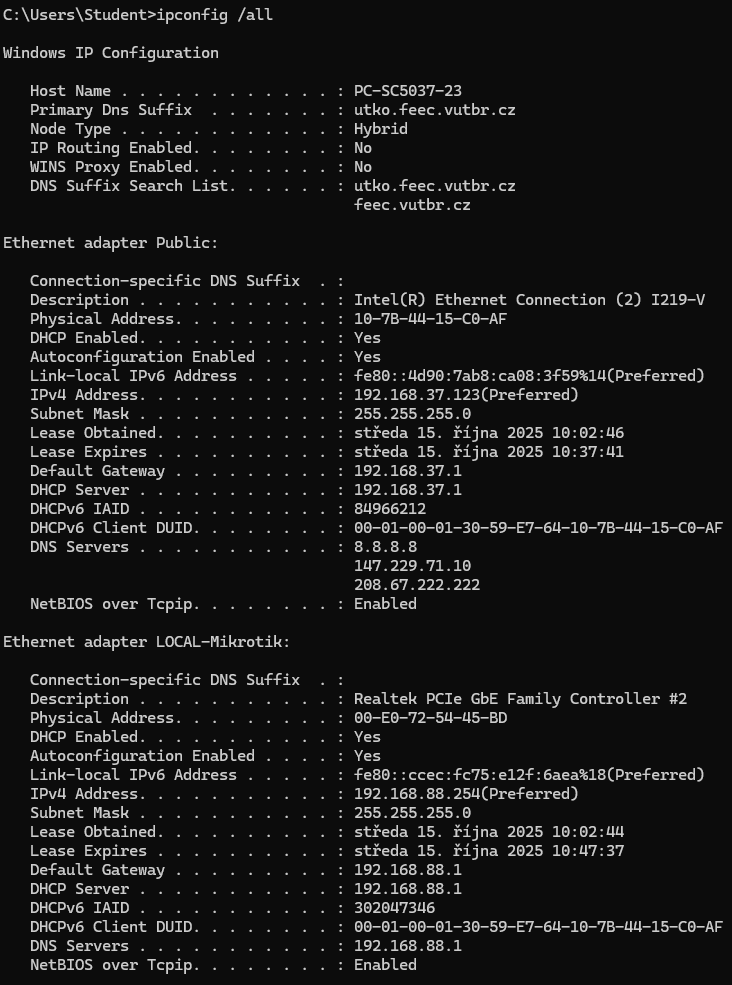 C:\Users\Student>ipconfig /all
Windows IP Configuration
Host Name . . . . . . . . . . . . : PC-SC5037-23
Primary Dns Suffix  . . . . . . . : utko.feec.vutbr.cz
Node Type . . . . . . . . . . . . : Hybrid
IP Routing Enabled. . . . . . . . : No
WINS Proxy Enabled. . . . . . . . : No
DNS Suffix Search List. . . . . . : utko.feec.vutbr.cz
feec.vutbr.cz
Ethernet adapter Public:
Connection-specific DNS Suffix  . :
Description . . . . . . . . . . . : Intel(R) Ethernet Connection (2) I219-V
Physical Address. . . . . . . . . : 10-7B-44-15-C0-AF
DHCP Enabled. . . . . . . . . . . : Yes
Autoconfiguration Enabled . . . . : Yes
Link-local IPv6 Address . . . . . : fe80::4d90:7ab8:ca08:3f59%14(Preferred)
IPv4 Address. . . . . . . . . . . : 192.168.37.123(Preferred)
Subnet Mask . . . . . . . . . . . : 255.255.255.0
Lease Obtained. . . . . . . . . . : středa 15. října 2025 10:02:46
Lease Expires . . . . . . . . . . : středa 15. října 2025 10:37:41
Default Gateway . . . . . . . . . : 192.168.37.1
DHCP Server . . . . . . . . . . . : 192.168.37.1
DHCPv6 IAID . . . . . . . . . . . : 84966212
DHCPv6 Client DUID. . . . . . . . : 00-01-00-01-30-59-E7-64-10-7B-44-15-C0-AF
DNS Servers . . . . . . . . . . . : 8.8.8.8
147.229.71.10
208.67.222.222
NetBIOS over Tcpip. . . . . . . . : Enabled
Ethernet adapter LOCAL-Mikrotik:
Connection-specific DNS Suffix  . :
Description . . . . . . . . . . . : Realtek PCIe GbE Family Controller #2
Physical Address. . . . . . . . . : 00-E0-72-54-45-BD
DHCP Enabled. . . . . . . . . . . : Yes
Autoconfiguration Enabled . . . . : Yes
Link-local IPv6 Address . . . . . : fe80::ccec:fc75:e12f:6aea%18(Preferred)
IPv4 Address. . . . . . . . . . . : 192.168.88.254(Preferred)
Subnet Mask . . . . . . . . . . . : 255.255.255.0
Lease Obtained. . . . . . . . . . : středa 15. října 2025 10:02:44
Lease Expires . . . . . . . . . . : středa 15. října 2025 10:47:37
Default Gateway . . . . . . . . . : 192.168.88.1
DHCP Server . . . . . . . . . . . : 192.168.88.1
DHCPv6 IAID . . . . . . . . . . . : 302047346
DHCPv6 Client DUID. . . . . . . . : 00-01-00-01-30-59-E7-64-10-7B-44-15-C0-AF
DNS Servers . . . . . . . . . . . : 192.168.88.1
NetBIOS over Tcpip. . . . . . . . : Enabled